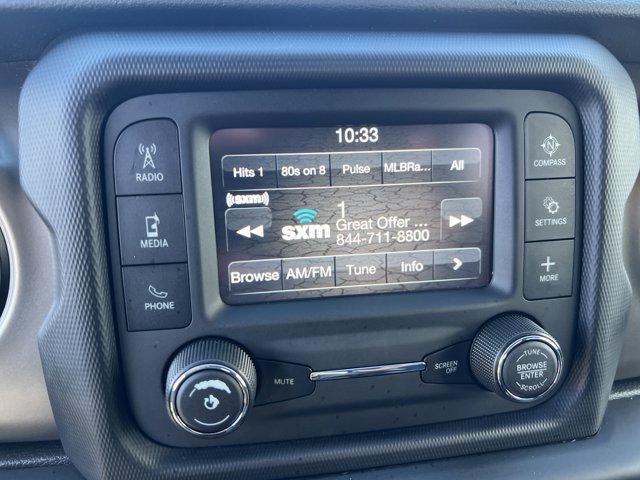 10:33
Hits 1 80s on 8 Pulse MLBRa... All
((sxm))
1
sxm Great Offer ...
844-711-8800
Browse AM/FM Tune Info >
RADIO
MEDIA
PHONE
COMPASS
SETTINGS
+
MORE
MUTE
SCREEN
OFF
TUNE
BROWSE
ENTER
SCROLL